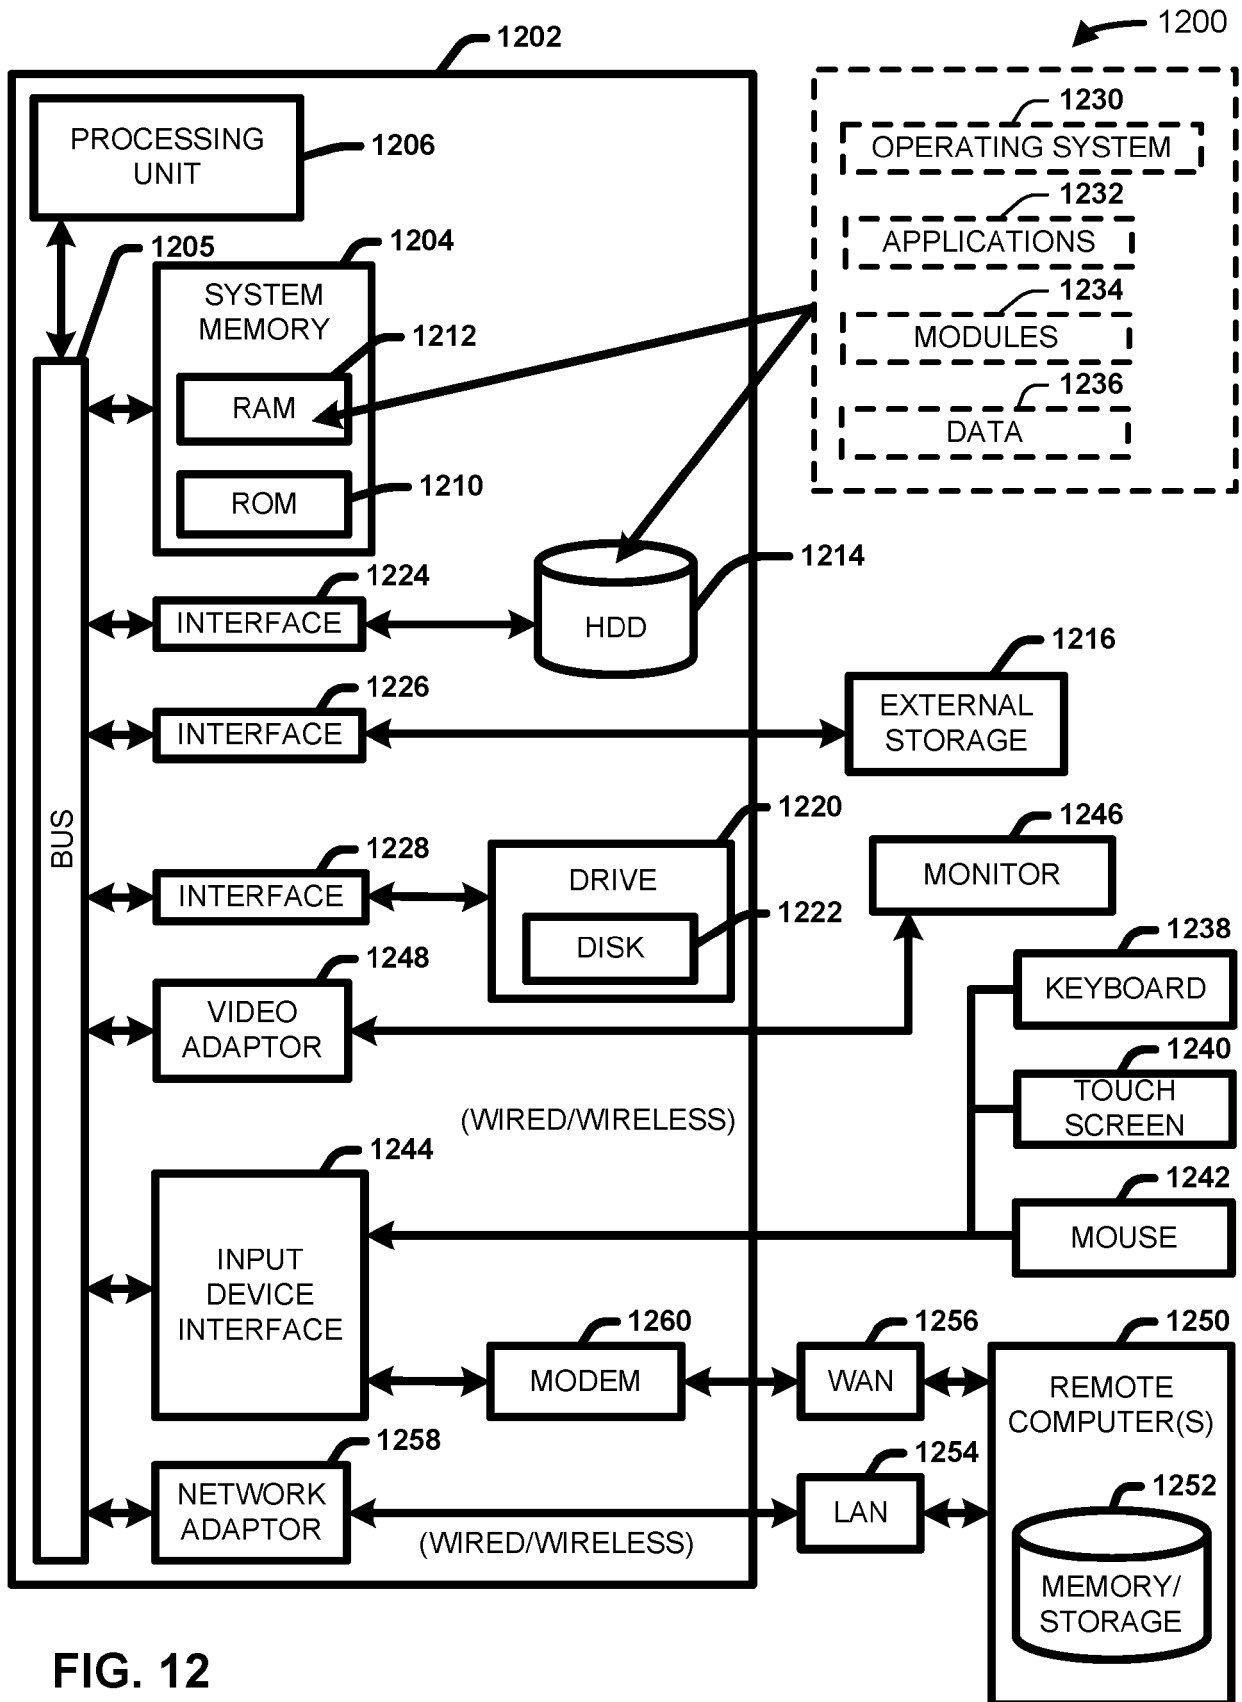 1200
1202
PROCESSING
UNIT
1206
1205
1204
SYSTEM
MEMORY
1212
RAM
1210
ROM
1230
OPERATING SYSTEM
1232
APPLICATIONS
1234
MODULES
1236
DATA
1224
INTERFACE
1214
HDD
1226
INTERFACE
1216
EXTERNAL
STORAGE
BUS
1228
INTERFACE
1220
DRIVE
1222
DISK
1246
MONITOR
1248
VIDEO
ADAPTOR
1238
KEYBOARD
1240
TOUCH
SCREEN
(WIRED/WIRELESS)
1244
INPUT
DEVICE
INTERFACE
1242
MOUSE
1260
MODEM
1256
WAN
1250
REMOTE
COMPUTER(S)
1258
NETWORK
ADAPTOR
(WIRED/WIRELESS)
1254
LAN
1252
MEMORY/
STORAGE
FIG. 12